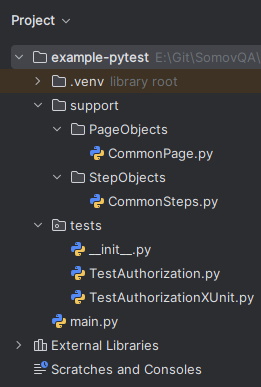 Project
example-pytest E:\Git\SomovQA\
.venv library root
support
PageObjects
CommonPage.py
StepObjects
CommonSteps.py
tests
__init__.py
TestAuthorization.py
TestAuthorizationXUnit.py
main.py
External Libraries
Scratches and Consoles